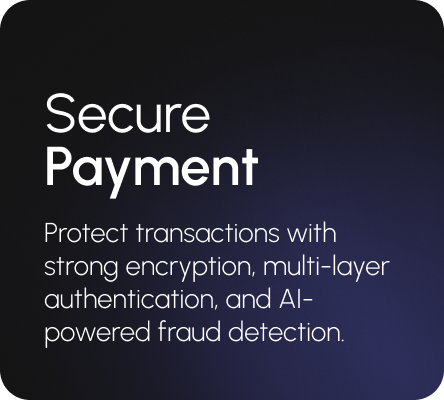 Secure
Payment
Protect transactions with
strong encryption, multi-layer
authentication, and AI-
powered fraud detection.